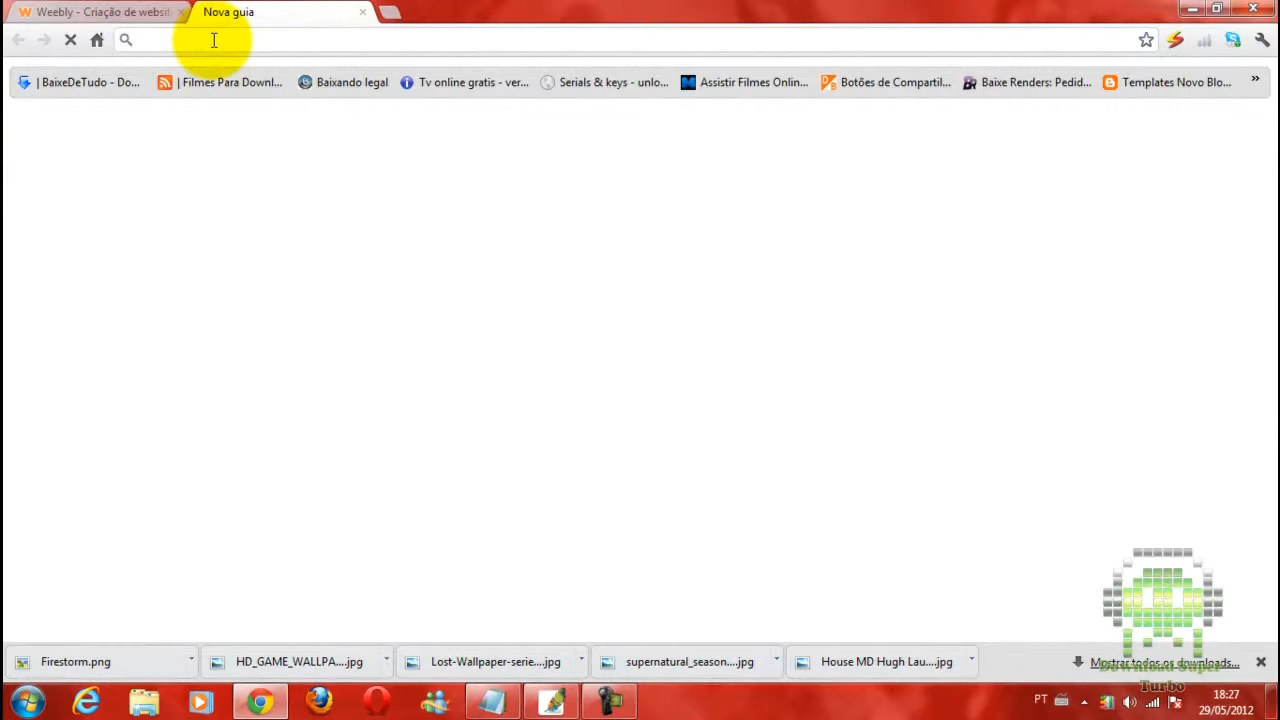 Weebly - Criação de websit
Nova guia
| BaixeDeTudo - Do...
| Filmes Para Downl...
Baixando legal
Tv online gratis - ver...
Serials & keys - unlo...
Assistir Filmes Onlin...
Botões de Compartil...
Baixe Renders: Pedid...
Templates Novo Blo...
»
Firestorm.png
HD_GAME_WALLPA....jpg
Lost-Wallpaper-serie....jpg
supernatural_season....jpg
House MD Hugh Lau....jpg
Mostrar todos os downloads...
Download Super
Turbo
PT
18:27
29/05/2012